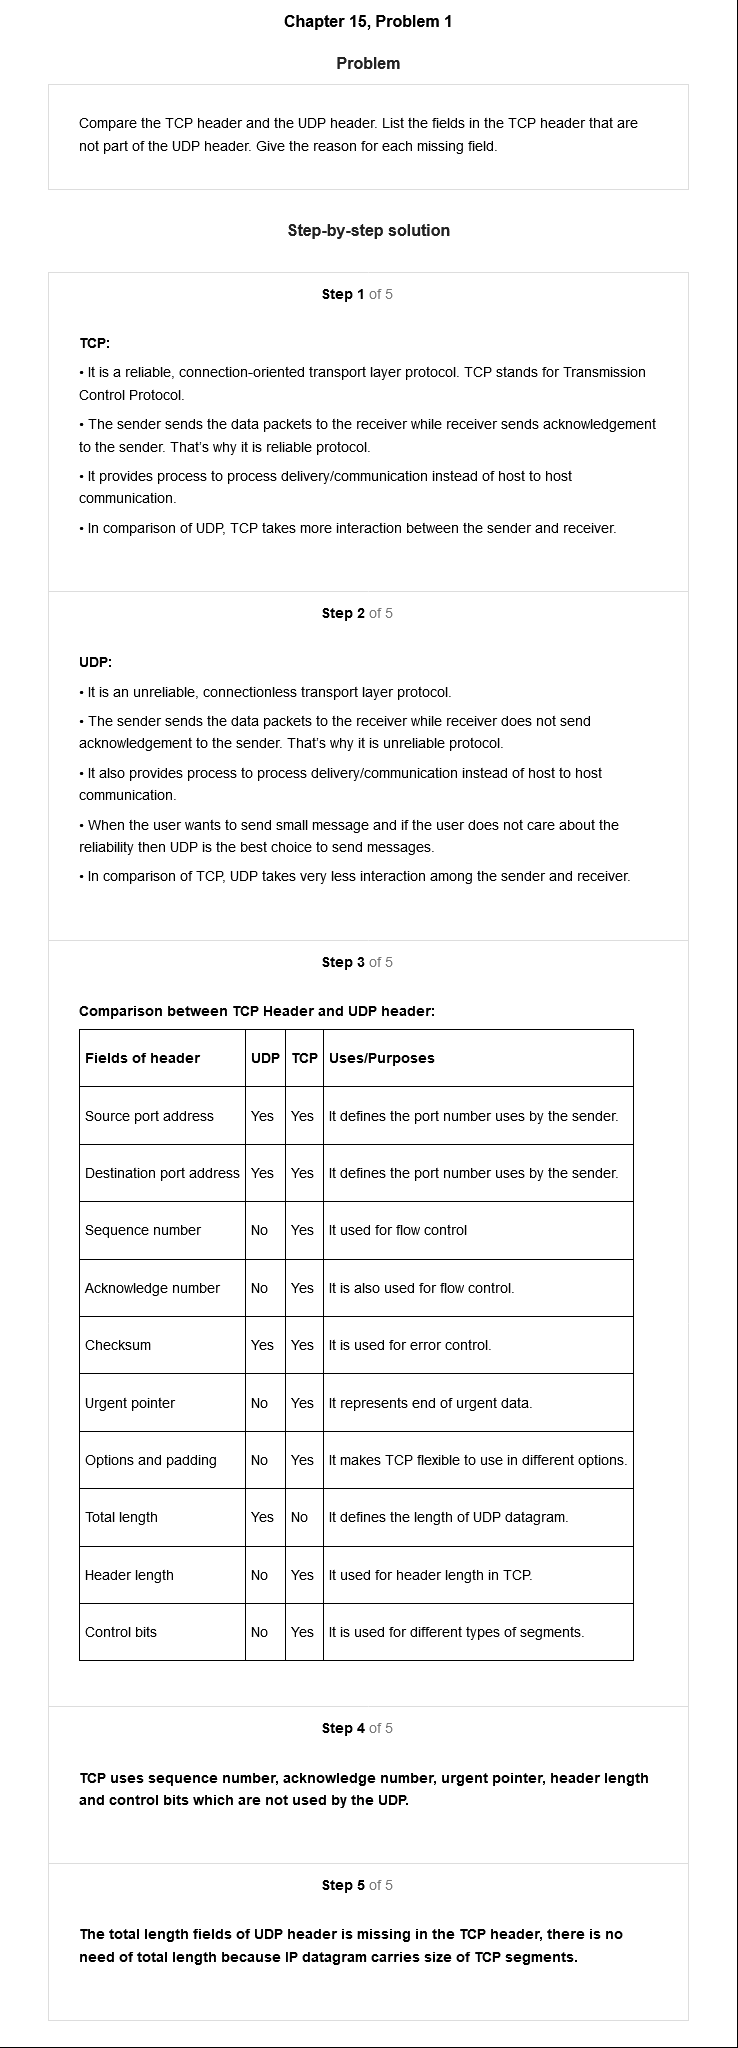 Chapter 15, Problem 1
Problem
Compare the TCP header and the UDP header. List the fields in the TCP header that are
not part of the UDP header. Give the reason for each missing field.
Step-by-step solution
Step 1 of 5
TCP:
• It is a reliable, connection-oriented transport layer protocol. TCP stands for Transmission
Control Protocol.
• The sender sends the data packets to the receiver while receiver sends acknowledgement
to the sender. That's why it is reliable protocol.
• It provides process to process delivery/communication instead of host to host
communication.
• In comparison of UDP, TCP takes more interaction between the sender and receiver.
Step 2 of 5
UDP:
• It is an unreliable, connectionless transport layer protocol.
• The sender sends the data packets to the receiver while receiver does not send
acknowledgement to the sender. That's why it is unreliable protocol.
• It also provides process to process delivery/communication instead of host to host
communication.
• When the user wants to send small message and if the user does not care about the
reliability then UDP is the best choice to send messages.
• In comparison of TCP, UDP takes very less interaction among the sender and receiver.
Step 3 of 5
Comparison between TCP Header and UDP header:
Fields of header UDP TCP Uses/Purposes
Source port address Yes Yes It defines the port number uses by the sender.
Destination port address Yes Yes It defines the port number uses by the sender.
Sequence number No Yes It used for flow control
Acknowledge number No Yes It is also used for flow control.
Checksum Yes Yes It is used for error control.
Urgent pointer No Yes It represents end of urgent data.
Options and padding No Yes It makes TCP flexible to use in different options.
Total length Yes No It defines the length of UDP datagram.
Header length No Yes It used for header length in TCP.
Control bits No Yes It is used for different types of segments.
Step 4 of 5
TCP uses sequence number, acknowledge number, urgent pointer, header length
and control bits which are not used by the UDP.
Step 5 of 5
The total length fields of UDP header is missing in the TCP header, there is no
need of total length because IP datagram carries size of TCP segments.